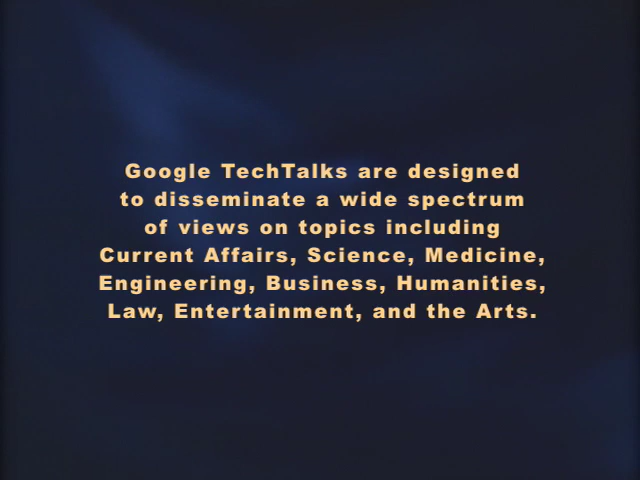 Google TechTalks are designed
to disseminate a wide spectrum
of views on topics including
Current Affairs, Science, Medicine,
Engineering, Business, Humanities,
Law, Entertainment, and the Arts.